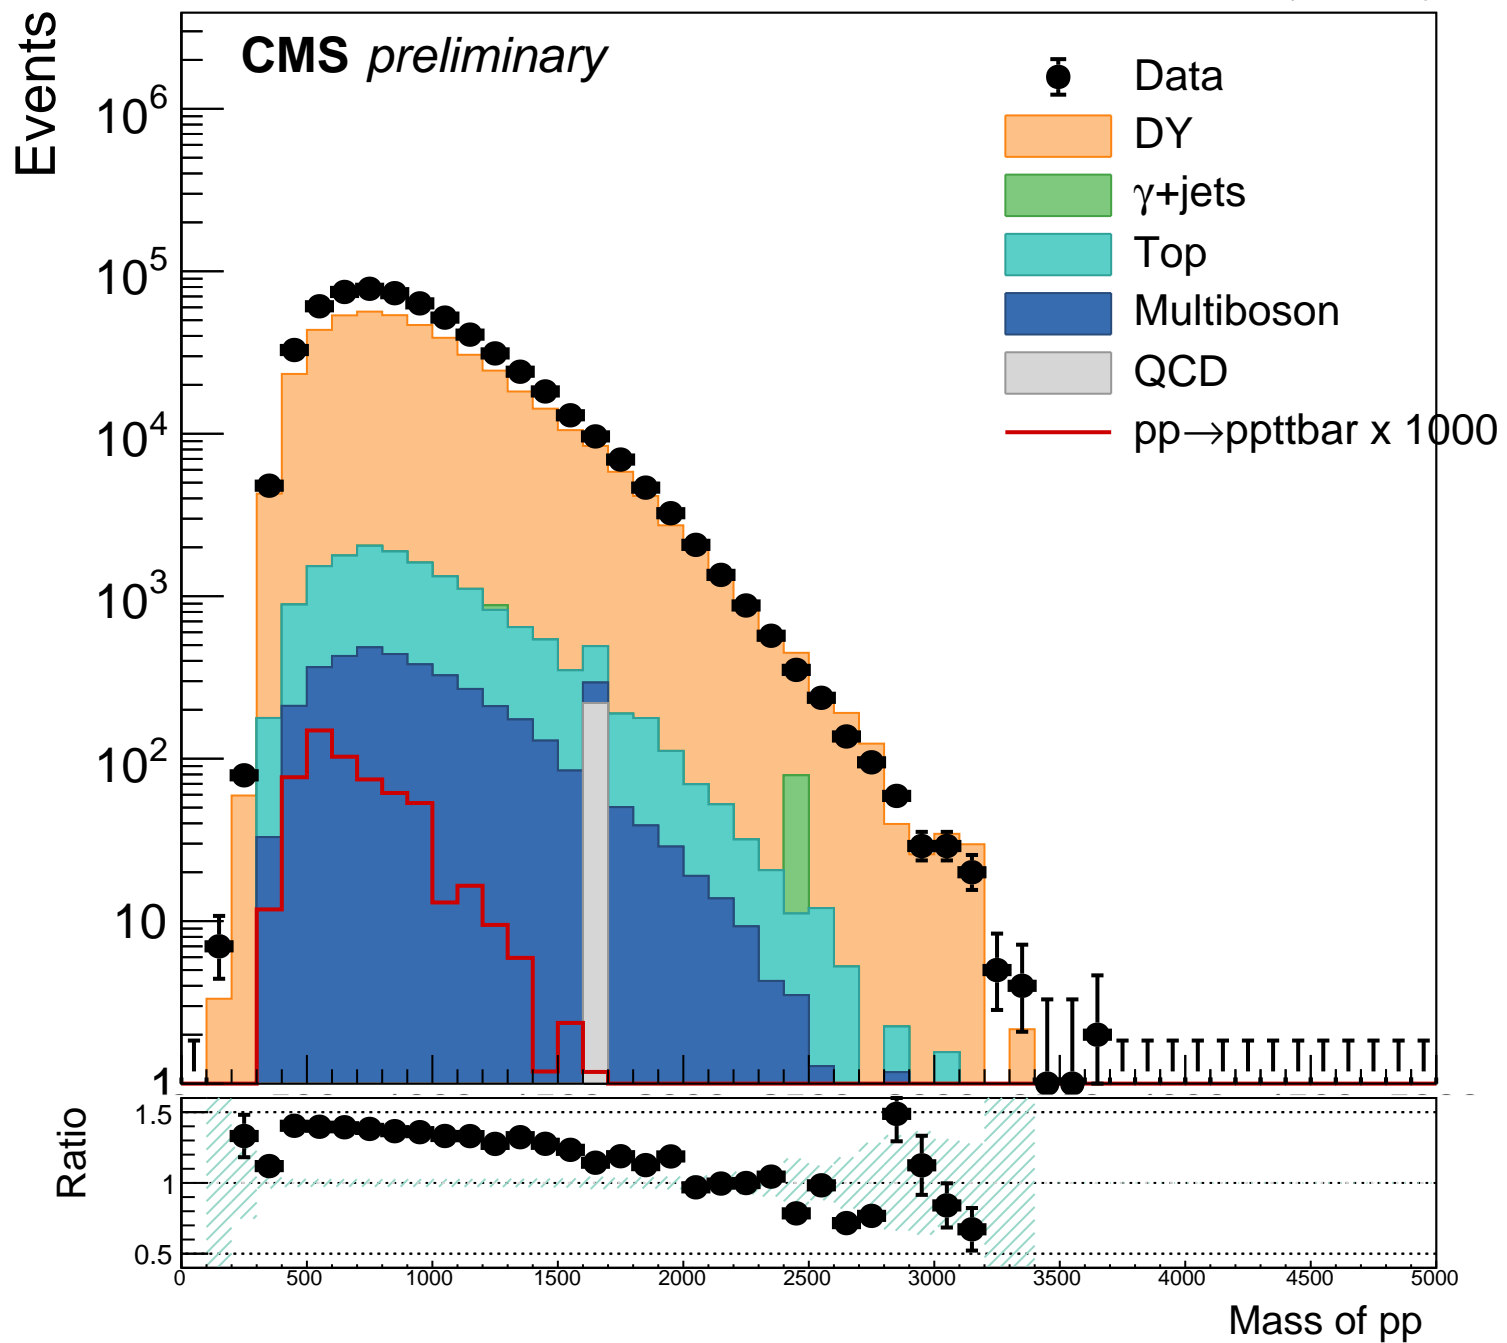 CMS preliminary
Events
Data
DY
γ+jets
Top
Multiboson
QCD
pp→ppttbar x 1000
10^6
10^5
10^4
10^3
10^2
10
1
Ratio
1.5
1
0.5
0 500 1000 1500 2000 2500 3000 3500 4000 4500 5000
Mass of pp